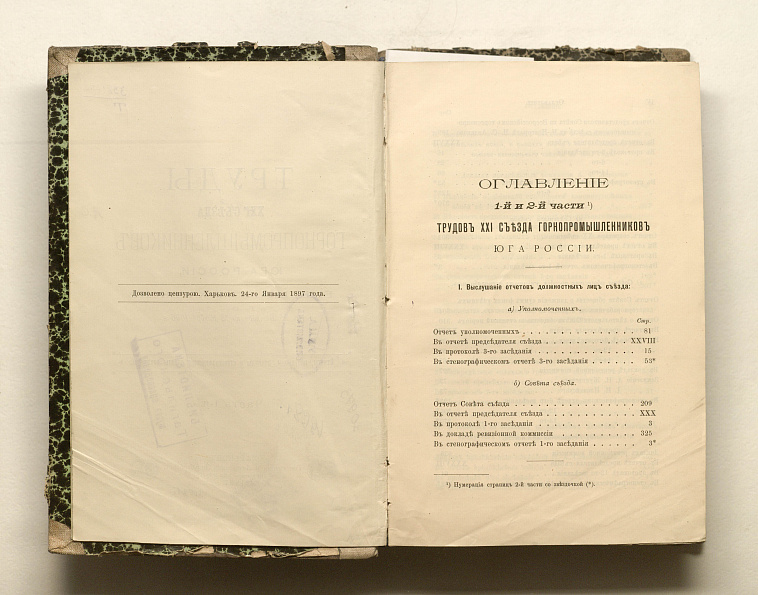 Дозволено цензурою. Харьковъ. 24-го Января 1897 года.
ОГЛАВЛЕНІЕ
1-й и 2-й части ¹)
ТРУДОВЪ XXI СЪѢЗДА ГОРНОПРОМЫШЛЕННИКОВЪ
ЮГА РОССІИ.
I. Выслушаніе отчетовъ должностныхъ лицъ съѣзда:
а) Уполномоченныхъ.
Стр.
Отчетъ уполномоченныхъ . . . . . . . . . . . . . . 81
Въ отчетѣ предсѣдателя съѣзда . . . . . . . . . . . XXVIII
Въ протоколѣ 3-го засѣданія . . . . . . . . . . . . 15
Въ стенографическомъ отчетѣ 3-го засѣданія . . . . . . 53*
б) Совѣта съѣзда.
Отчетъ Совѣта съѣзда . . . . . . . . . . . . . . . 209
Въ отчетѣ предсѣдателя съѣзда . . . . . . . . . . . XXX
Въ протоколѣ 1-го засѣданія . . . . . . . . . . . . 3
Въ докладѣ ревизіонной коммиссіи . . . . . . . . . . 325
Въ стенографическомъ отчетѣ 1-го засѣданія . . . . . . 3*
¹) Нумерація страницъ 2-й части со звѣздочкой (*).